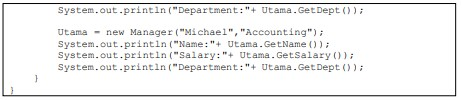 System.out.println("Department:"+ Utama.GetDept());
Utama = new Manager("Michael","Accounting");
System.out.println("Name:"+ Utama.GetName());
System.out.println("Salary:"+ Utama.GetSalary());
System.out.println("Department:"+ Utama.GetDept());
}
}